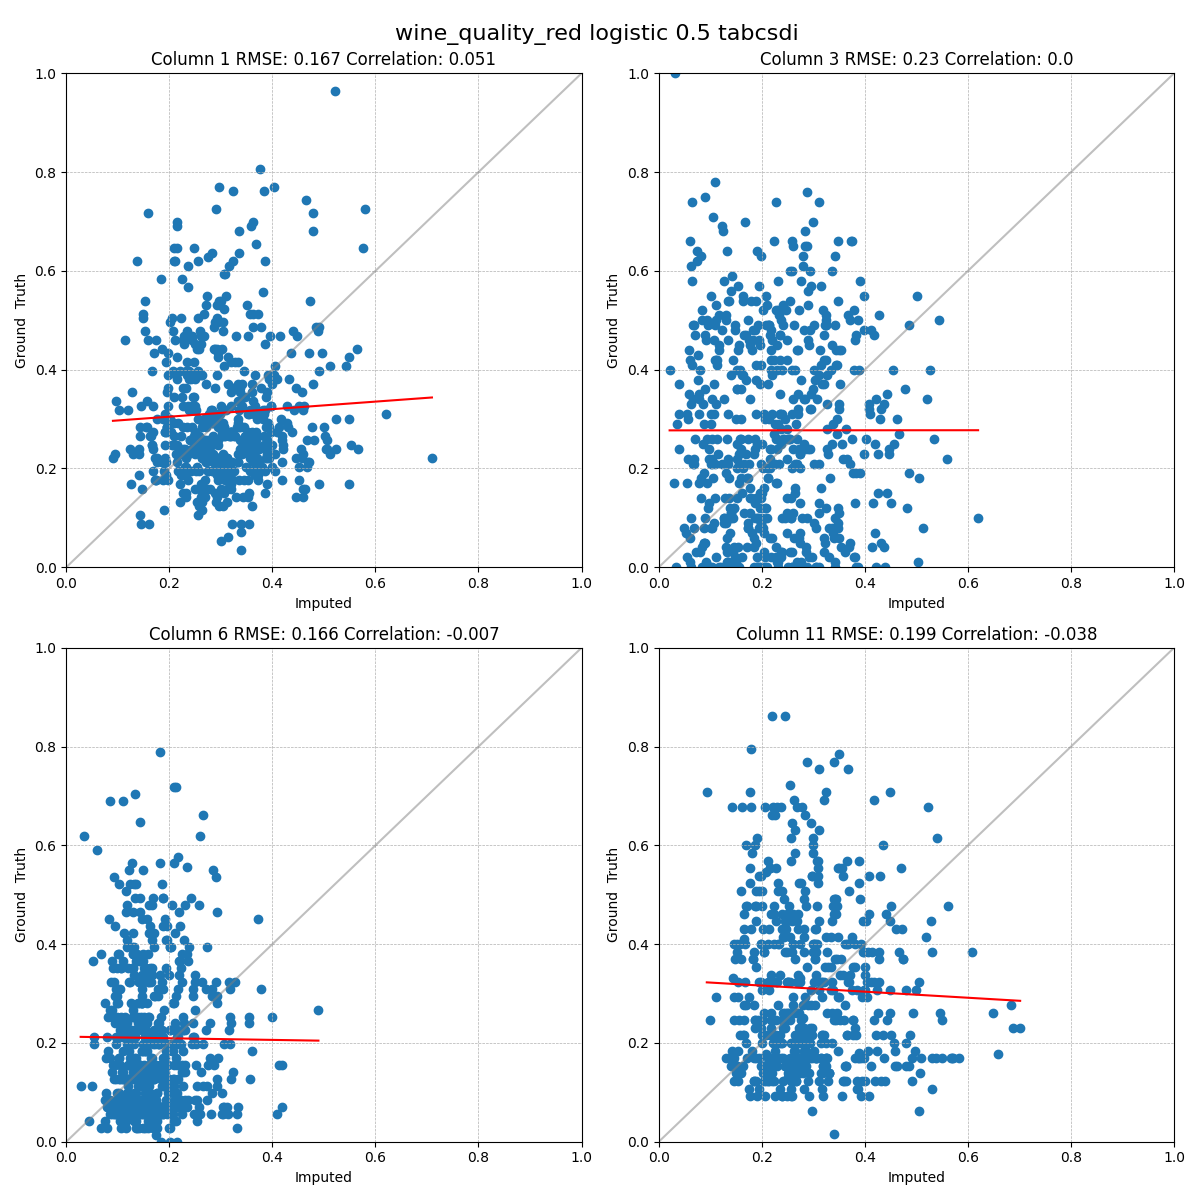 wine_quality_red logistic 0.5 tabcsdi
Column 1 RMSE: 0.167 Correlation: 0.051
1.0
0.8
0.6
0.4
0.2
0.0
Ground Truth
0.0 0.2 0.4 0.6 0.8 1.0
Imputed
Column 3 RMSE: 0.23 Correlation: 0.0
1.0
0.8
0.6
0.4
0.2
0.0
Ground Truth
0.0 0.2 0.4 0.6 0.8 1.0
Imputed
Column 6 RMSE: 0.166 Correlation: -0.007
1.0
0.8
0.6
0.4
0.2
0.0
Ground Truth
0.0 0.2 0.4 0.6 0.8 1.0
Imputed
Column 11 RMSE: 0.199 Correlation: -0.038
1.0
0.8
0.6
0.4
0.2
0.0
Ground Truth
0.0 0.2 0.4 0.6 0.8 1.0
Imputed